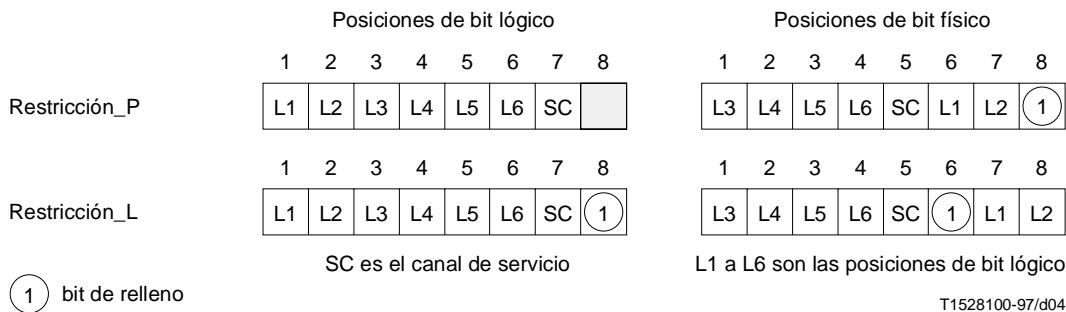 Posiciones de bit lógico Posiciones de bit físico
1 2 3 4 5 6 7 8 1 2 3 4 5 6 7 8
Restricción_P L1 L2 L3 L4 L5 L6 SC L3 L4 L5 L6 SC L1 L2 1
1 2 3 4 5 6 7 8 1 2 3 4 5 6 7 8
Restricción_L L1 L2 L3 L4 L5 L6 SC 1 L3 L4 L5 L6 SC 1 L1 L2
SC es el canal de servicio L1 a L6 son las posiciones de bit lógico
1 bit de relleno
T1528100-97/d04